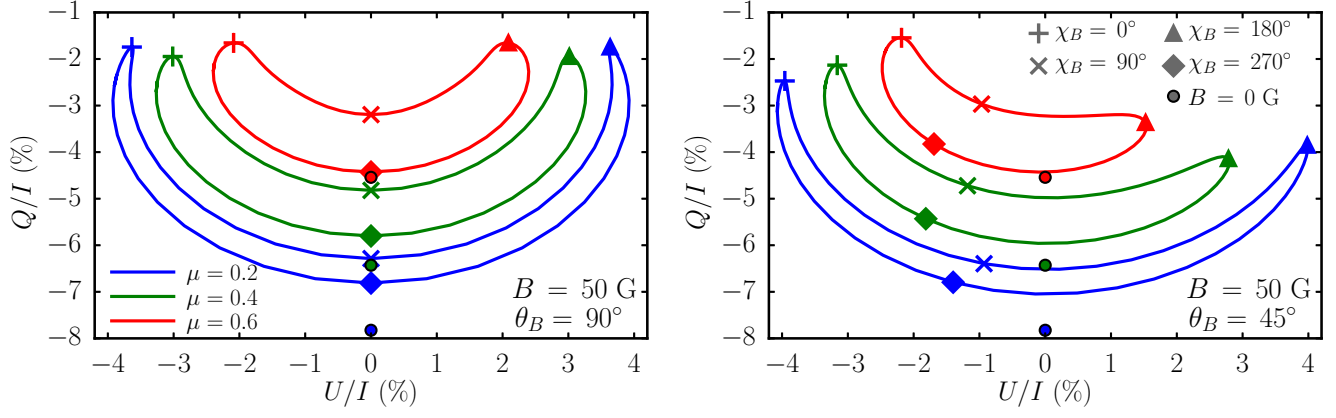 −1
−2
−3
−4
−5
−6
−7
−8
Q/I (%)
−4 −3 −2 −1 0 1 2 3 4
U/I (%)
μ = 0.2
μ = 0.4
μ = 0.6
B = 50 G
θ_B = 90°
−1
−2
−3
−4
−5
−6
−7
−8
Q/I (%)
−4 −3 −2 −1 0 1 2 3 4
U/I (%)
χ_B = 0° χ_B = 180°
χ_B = 90° χ_B = 270°
B = 0 G
B = 50 G
θ_B = 45°